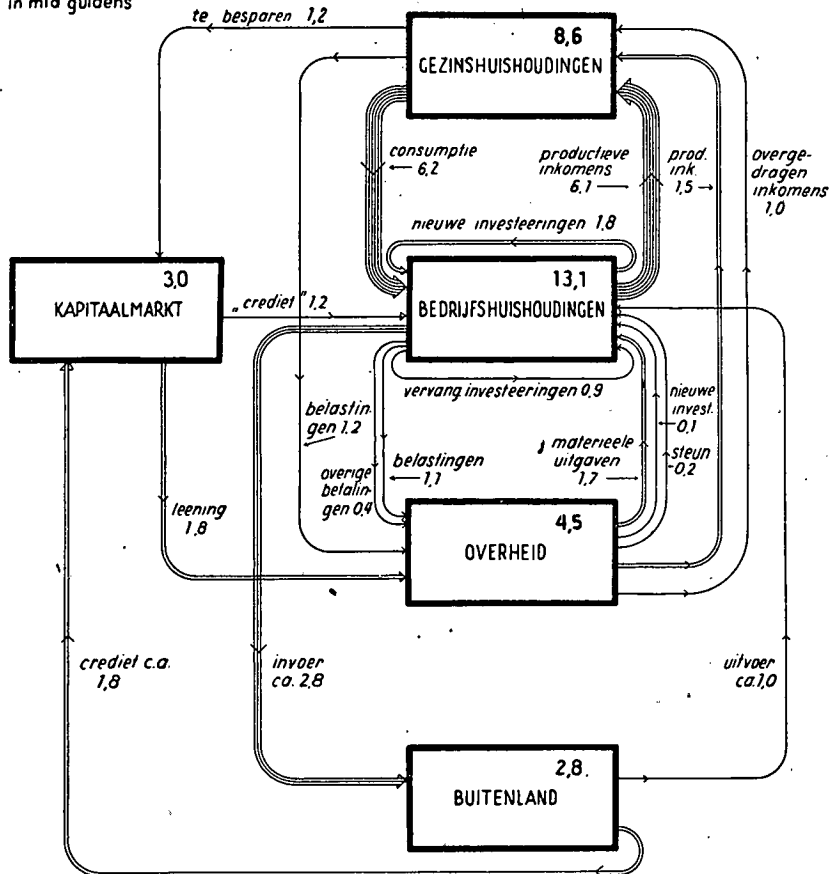 in mld guldens
te besparen 1,2
8,6
GEZINSHUISHOUDINGEN
consumptie
6,2
productieve
inkomens
6,1
prod.
ink.
1,5
overge-
dragen
inkomens
1,0
nieuwe investeeringen 1,8
3,0
KAPITAALMARKT
„crediet" 1,2
13,1
BEDRIJFSHUISHOUDINGEN
vervang. investeeringen 0,9
nieuwe
invest.
0,1
steun
0,2
belastin-
gen 1,2
overige
betalin-
gen 0,4
belastingen
1,1
materieele
uitgaven
1,7
leening
1,8
4,5
OVERHEID
crediet c.a.
1,8
invoer
ca. 2,8
uitvoer
ca. 1,0
2,8
BUITENLAND